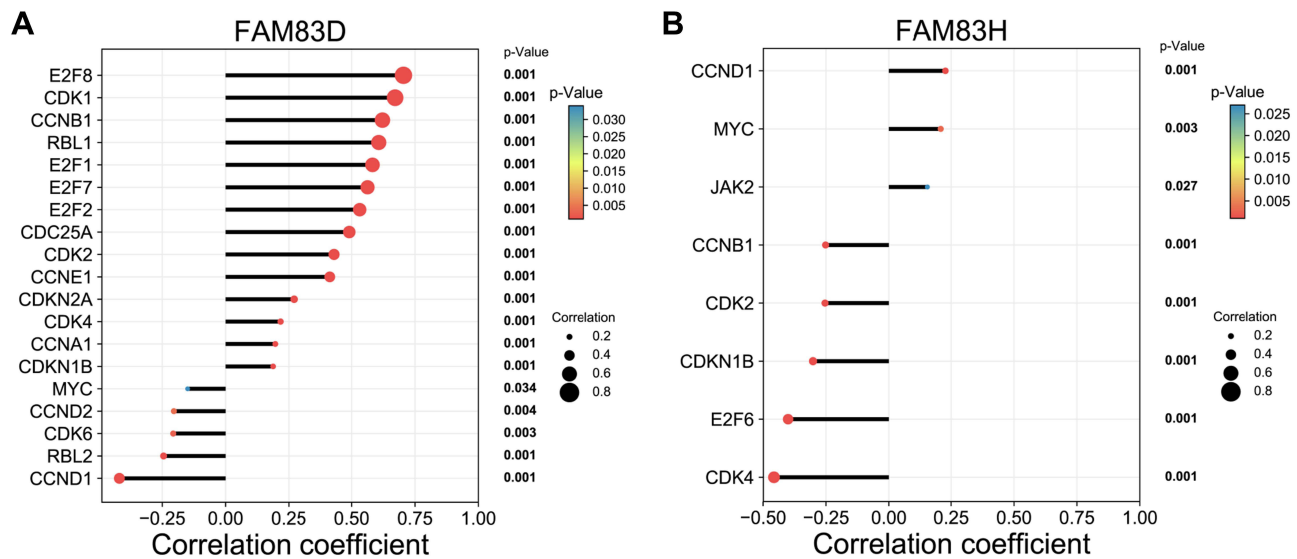 A
FAM83D
p-Value
E2F8 0.001
CDK1 0.001
CCNB1 0.001
RBL1 0.001
E2F1 0.001
E2F7 0.001
E2F2 0.001
CDC25A 0.001
CDK2 0.001
CCNE1 0.001
CDKN2A 0.001
CDK4 0.001
CCNA1 0.001
CDKN1B 0.001
MYC 0.034
CCND2 0.004
CDK6 0.003
RBL2 0.001
CCND1 0.001
−0.25 0.00 0.25 0.50 0.75 1.00
Correlation coefficient
p-Value
0.030
0.025
0.020
0.015
0.010
0.005
Correlation
0.2
0.4
0.6
0.8
B
FAM83H
p-Value
CCND1 0.001
MYC 0.003
JAK2 0.027
CCNB1 0.001
CDK2 0.001
CDKN1B 0.001
E2F6 0.001
CDK4 0.001
−0.50 −0.25 0.00 0.25 0.50 0.75 1.00
Correlation coefficient
p-Value
0.025
0.020
0.015
0.010
0.005
Correlation
0.2
0.4
0.6
0.8